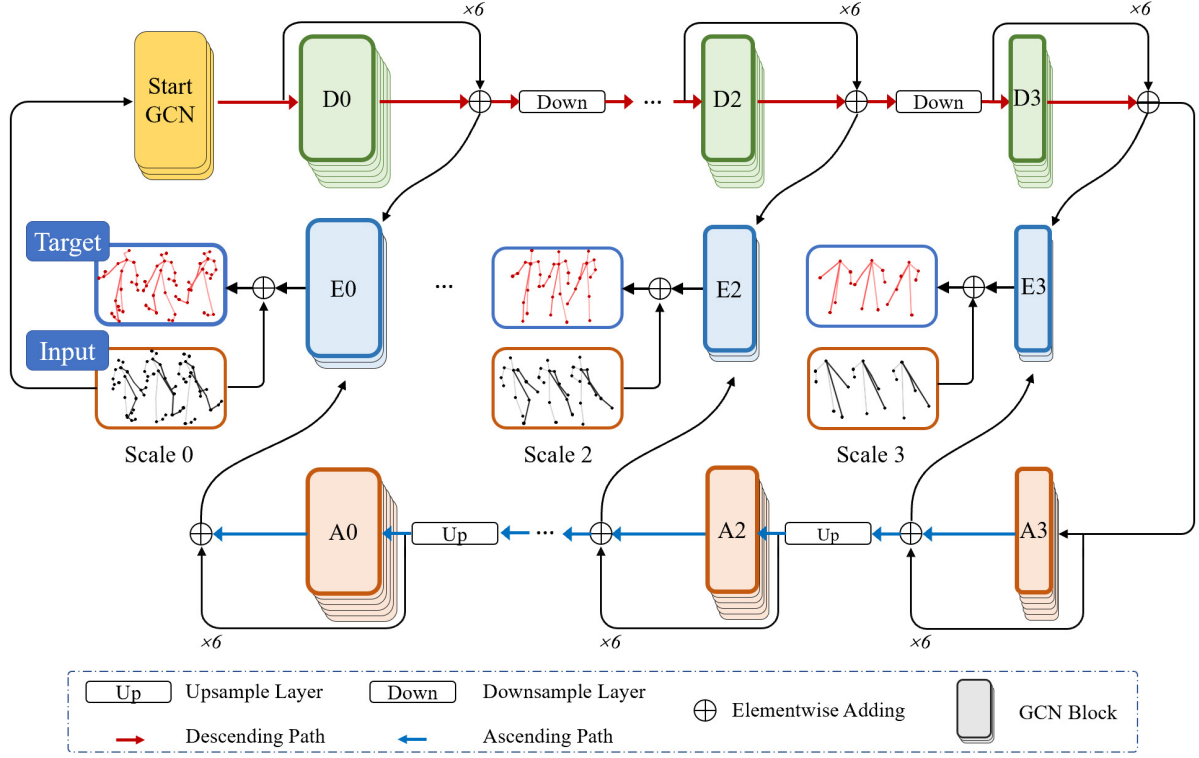 ×6
×6
×6
Start
GCN
D0
Down
...
D2
Down
D3
Target
E0
...
E2
E3
Input
Scale 0
Scale 2
Scale 3
A0
Up
...
A2
Up
A3
×6
×6
×6
Up
Upsample Layer
Down
Downsample Layer
Elementwise Adding
GCN Block
Descending Path
Ascending Path